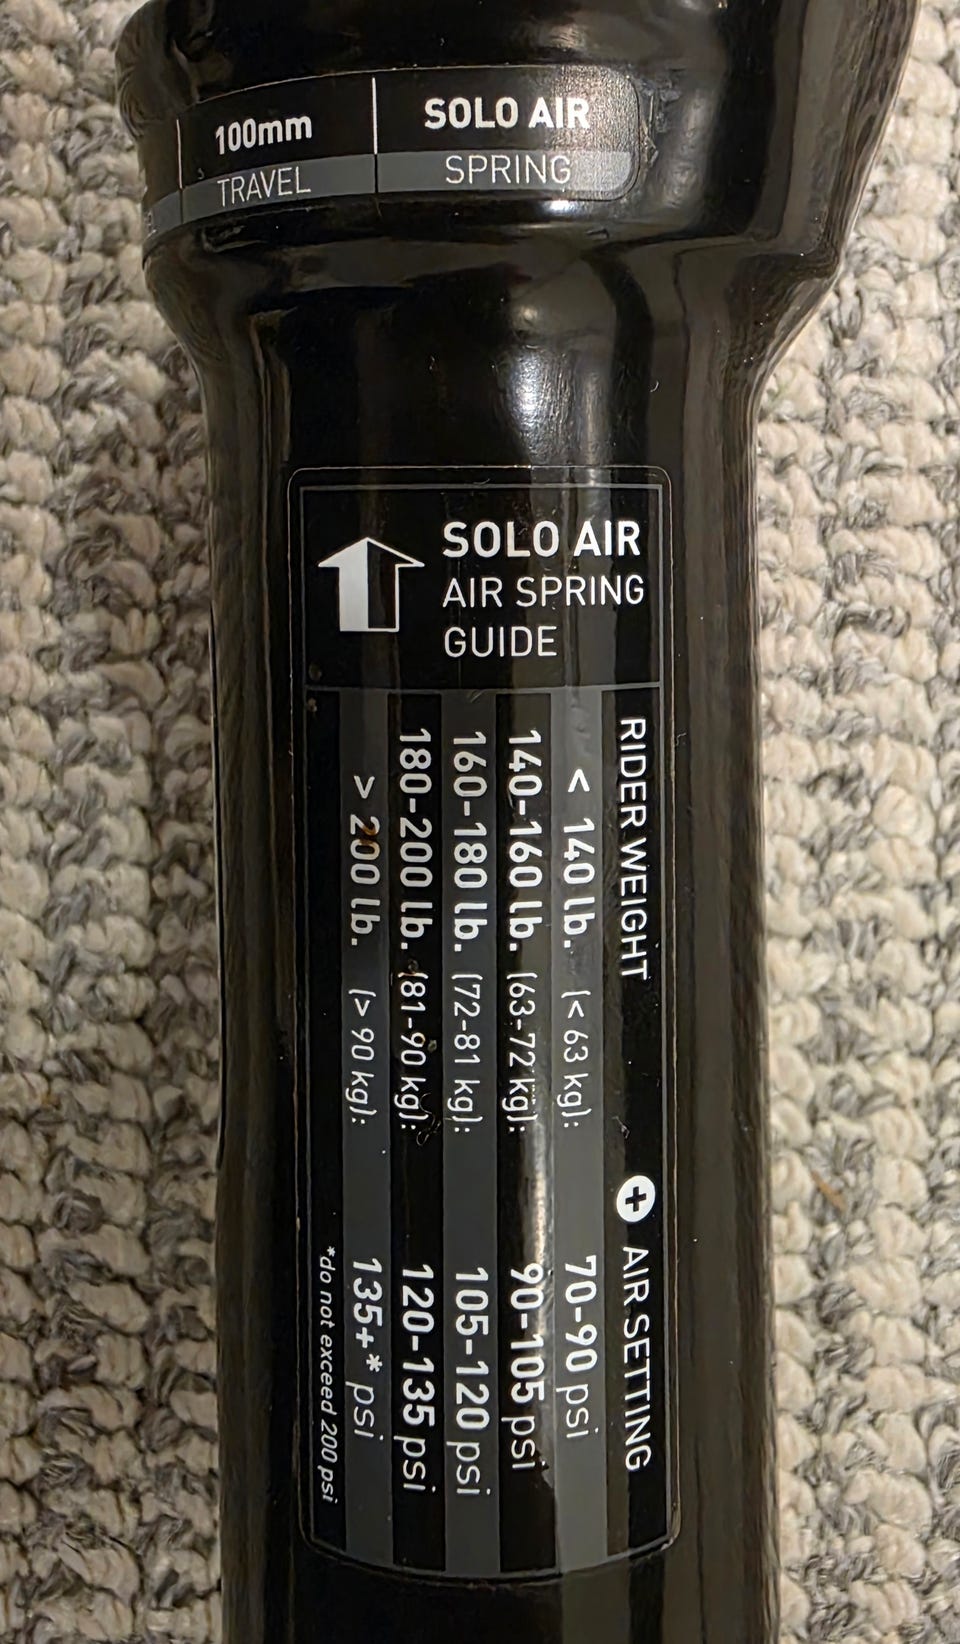 100mm
TRAVEL
SOLO AIR
SPRING
SOLO AIR
AIR SPRING
GUIDE
RIDER WEIGHT + AIR SETTING
< 140 lb. (< 63 kg): 70-90 psi
140-160 lb. (63-72 kg): 90-105 psi
160-180 lb. (72-81 kg): 105-120 psi
180-200 lb. (81-90 kg): 120-135 psi
> 200 lb. (> 90 kg): 135+* psi
*do not exceed 200 psi